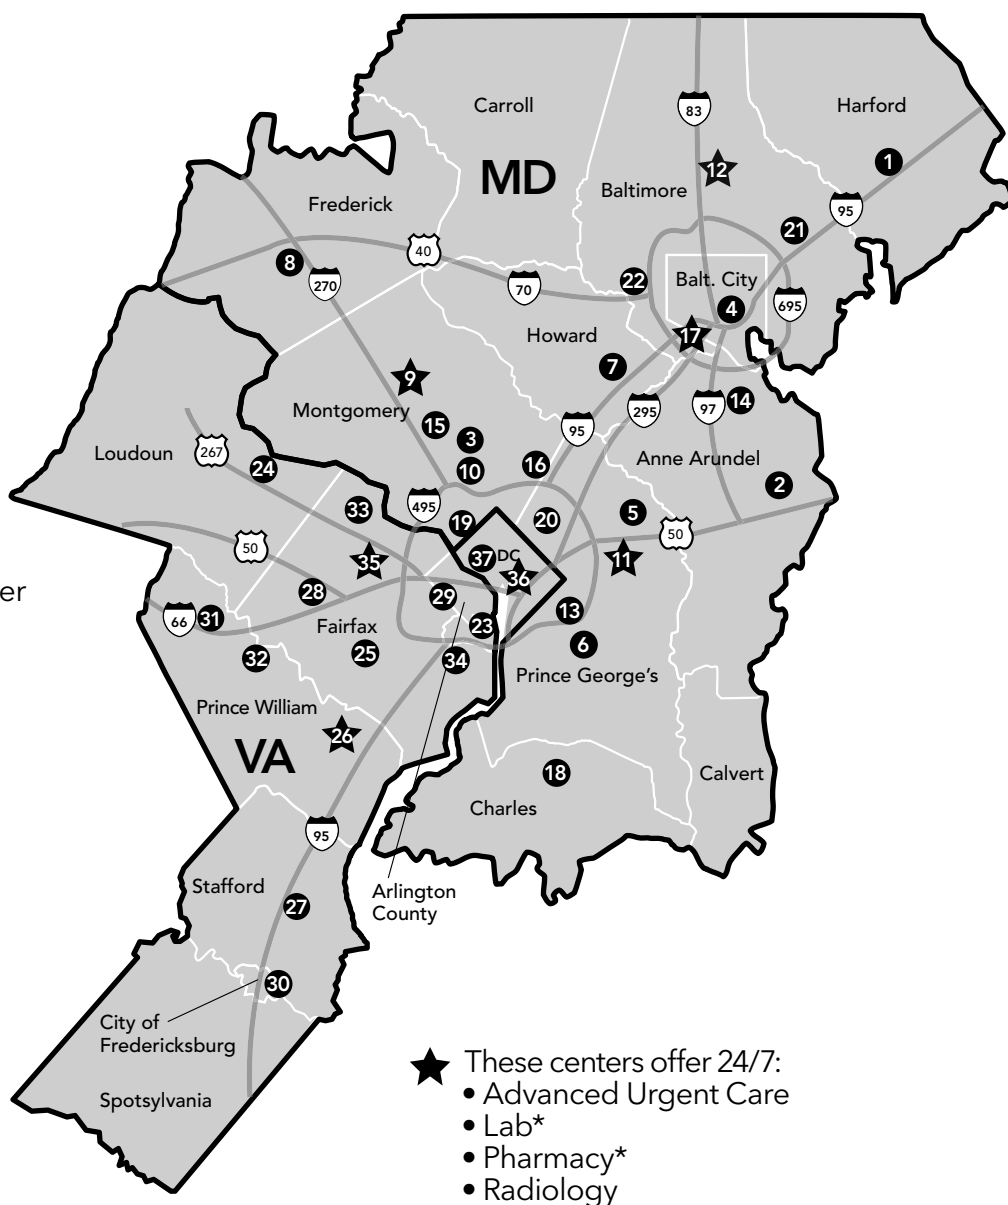 Carroll
83
Harford
MD
12
1
Baltimore
Frederick
95
21
40
8
270
70
22
Balt. City
4
695
17
Howard
7
9
Montgomery
295
97
14
15
95
3
Loudoun
267
24
10
16
Anne Arundel
2
495
33
19
20
5
50
50
35
37
DC
36
11
28
29
13
66
31
Fairfax
23
6
er
32
25
34
Prince George's
Prince William
26
VA
18
Calvert
Charles
95
Stafford
Arlington
County
27
30
City of
Fredericksburg
Spotsylvania
These centers offer 24/7:
• Advanced Urgent Care
• Lab*
• Pharmacy*
• Radiology